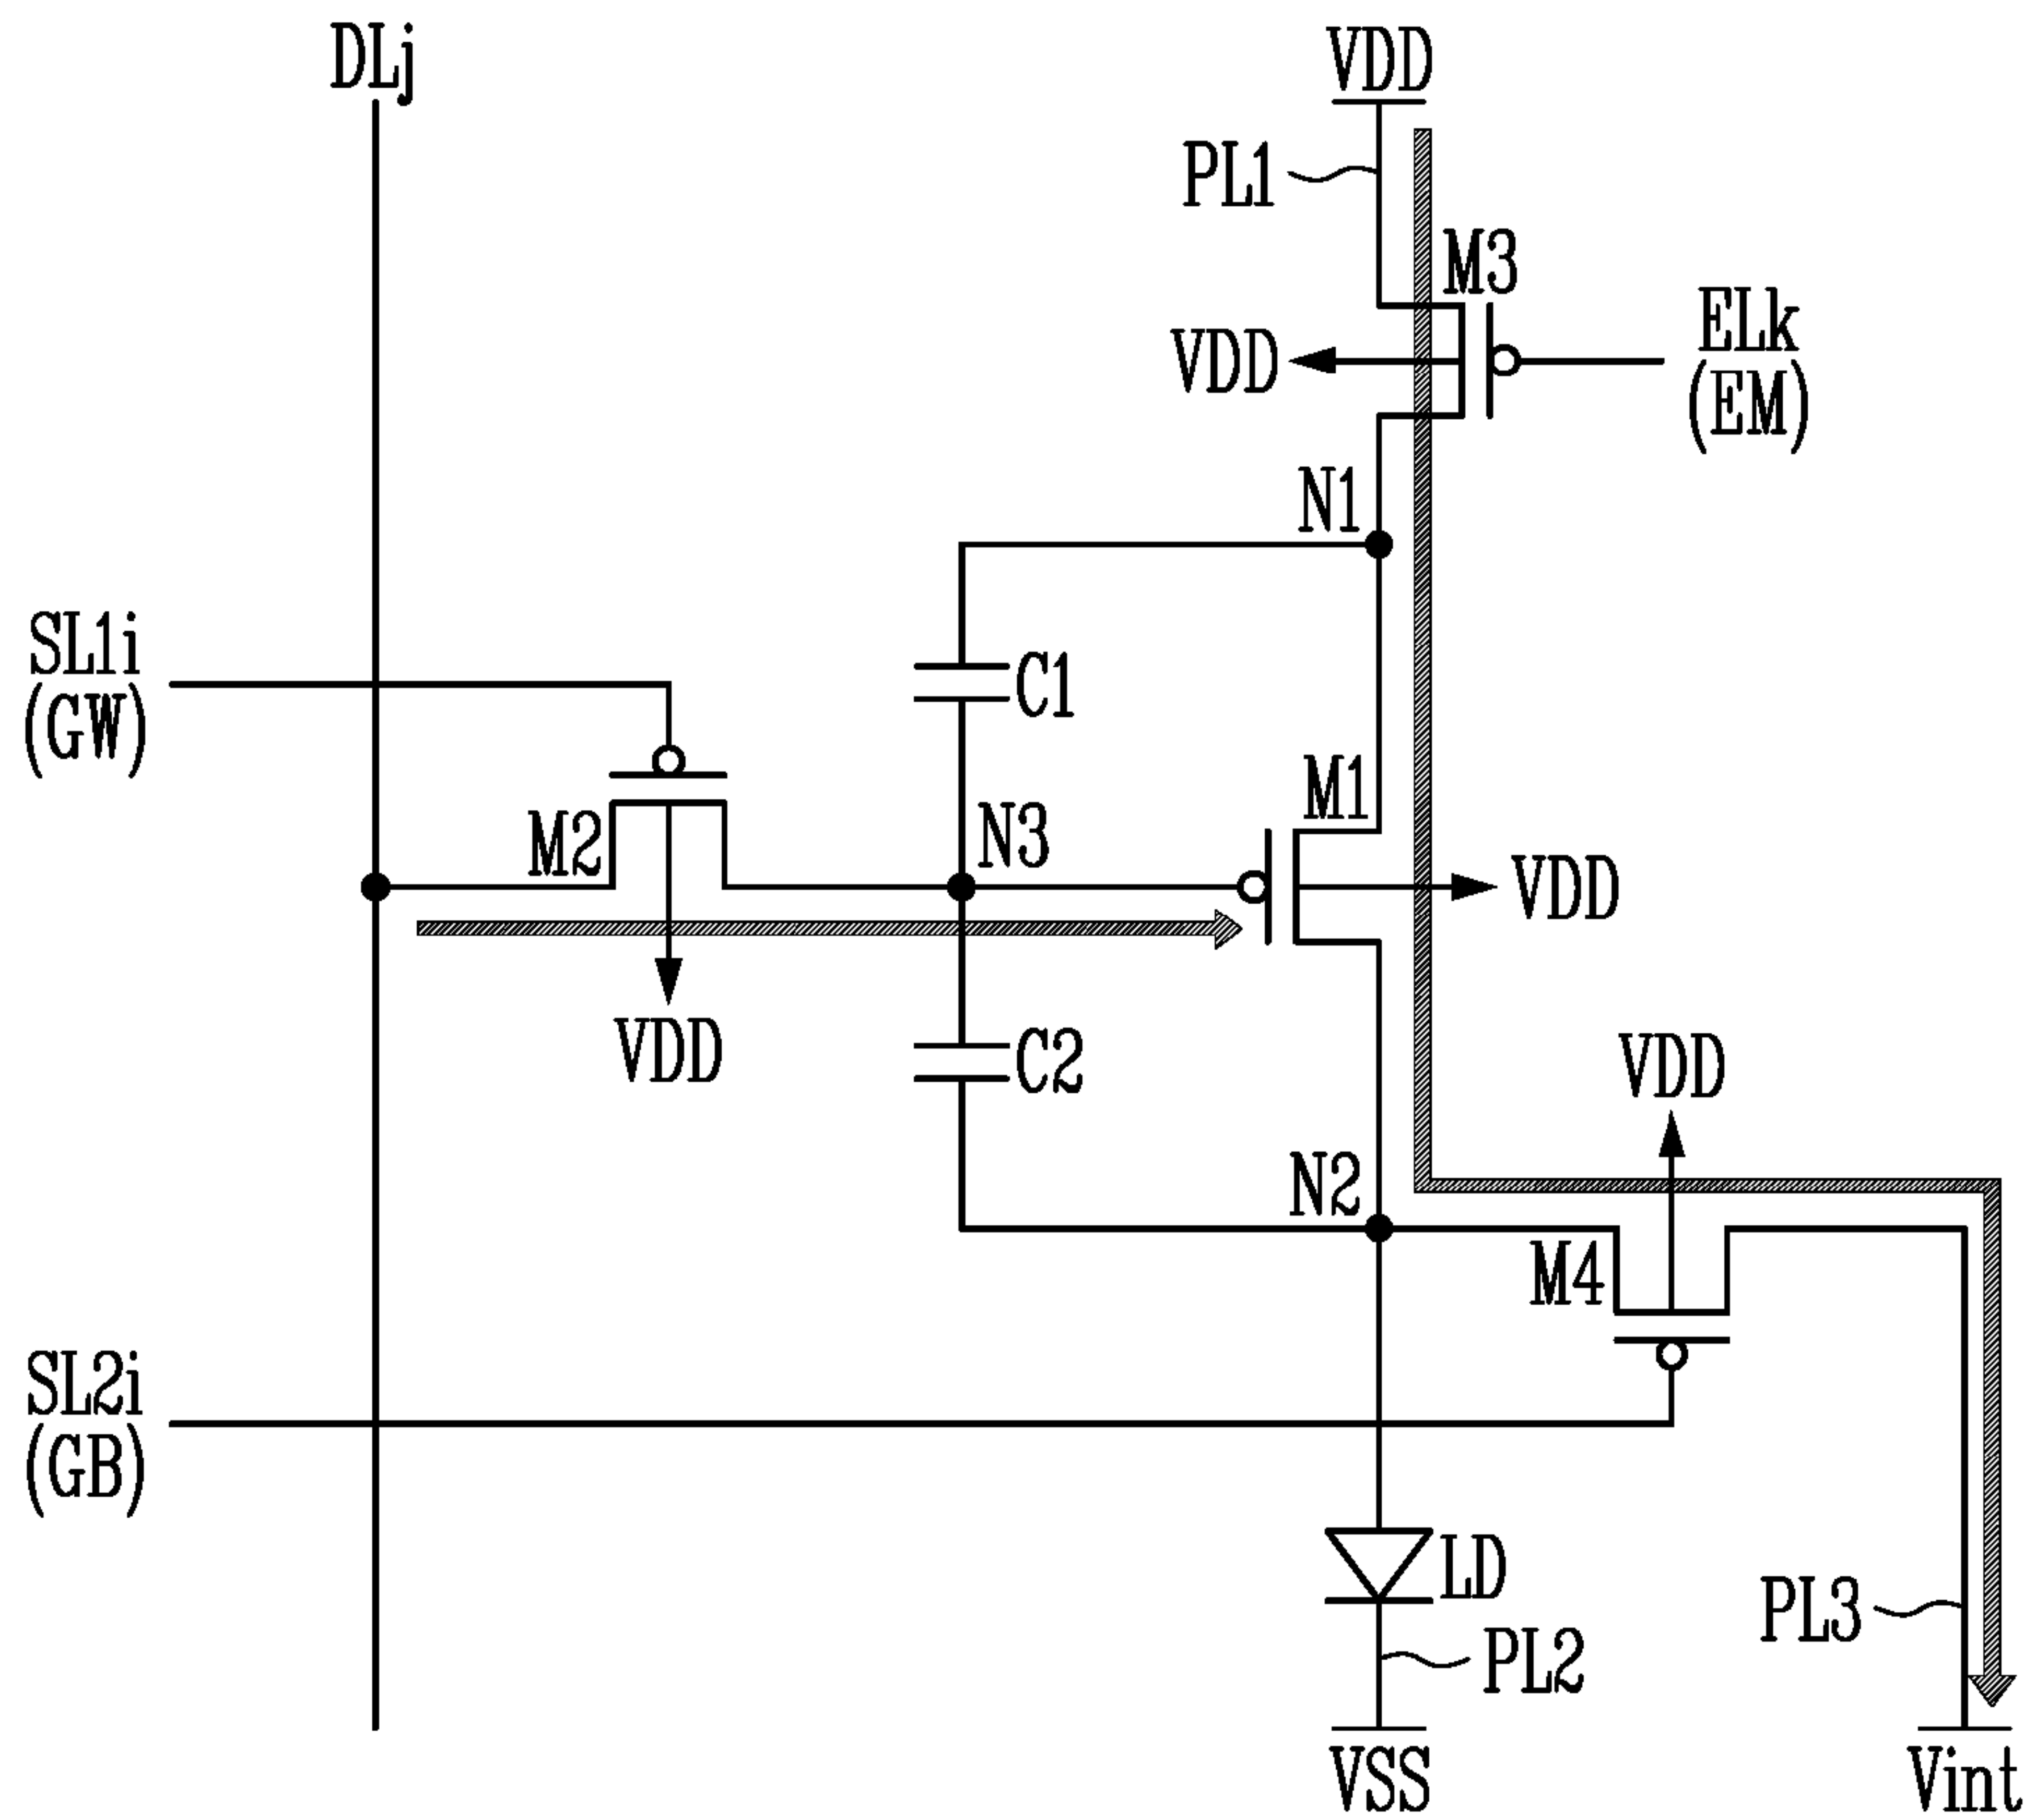 DLj
VDD
PL1
M3
ELk
(EM)
VDD
N1
SL1i
(GW)
C1
M1
M2
N3
VDD
VDD
C2
VDD
N2
M4
SL2i
(GB)
LD
PL3
PL2
VSS
Vint